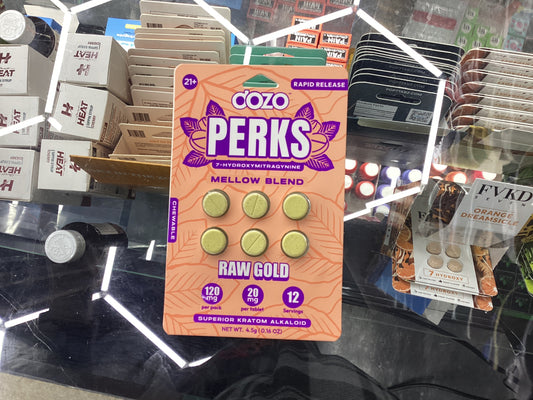 21+
RAPID RELEASE
dOZO
PERKS
7-HYDROXYMITRAGYNINE
MELLOW BLEND
CHEWABLE
RAW GOLD
120 mg per pack
20 mg per tablet
12 Servings
SUPERIOR KRATOM ALKALOID
NET WT. 4.5g (0.16 OZ)
HEAT
HEAT
HEAT
HEAT
PAIN
FVKD
ORANGE DREAMSICLE
FVKD
7 HYDROXY